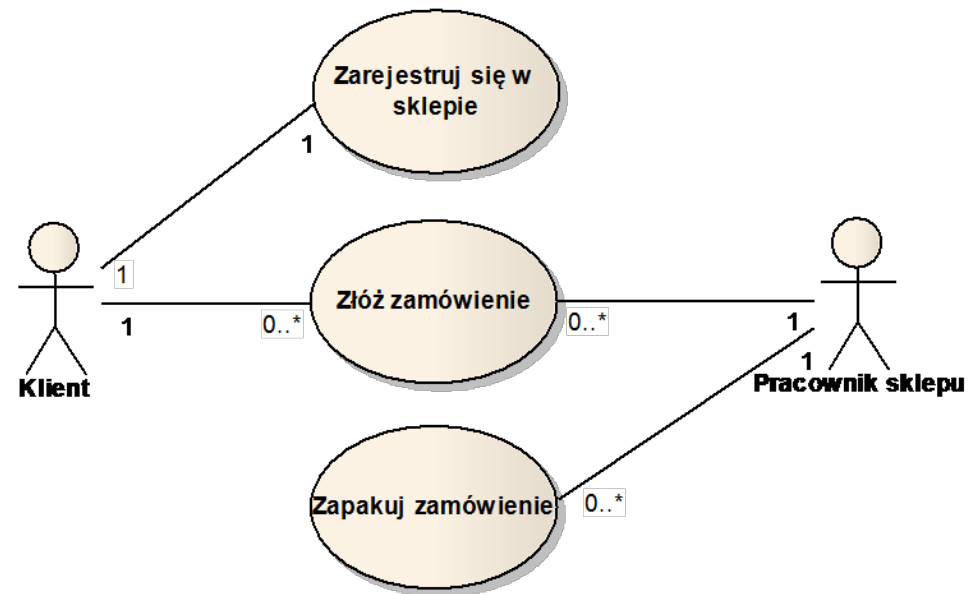 Zarejestruj się w
sklepie
1
1
Złóż zamówienie
1
0..*
0..*
1
1
Klient
Pracownik sklepu
Zapakuj zamówienie
0..*